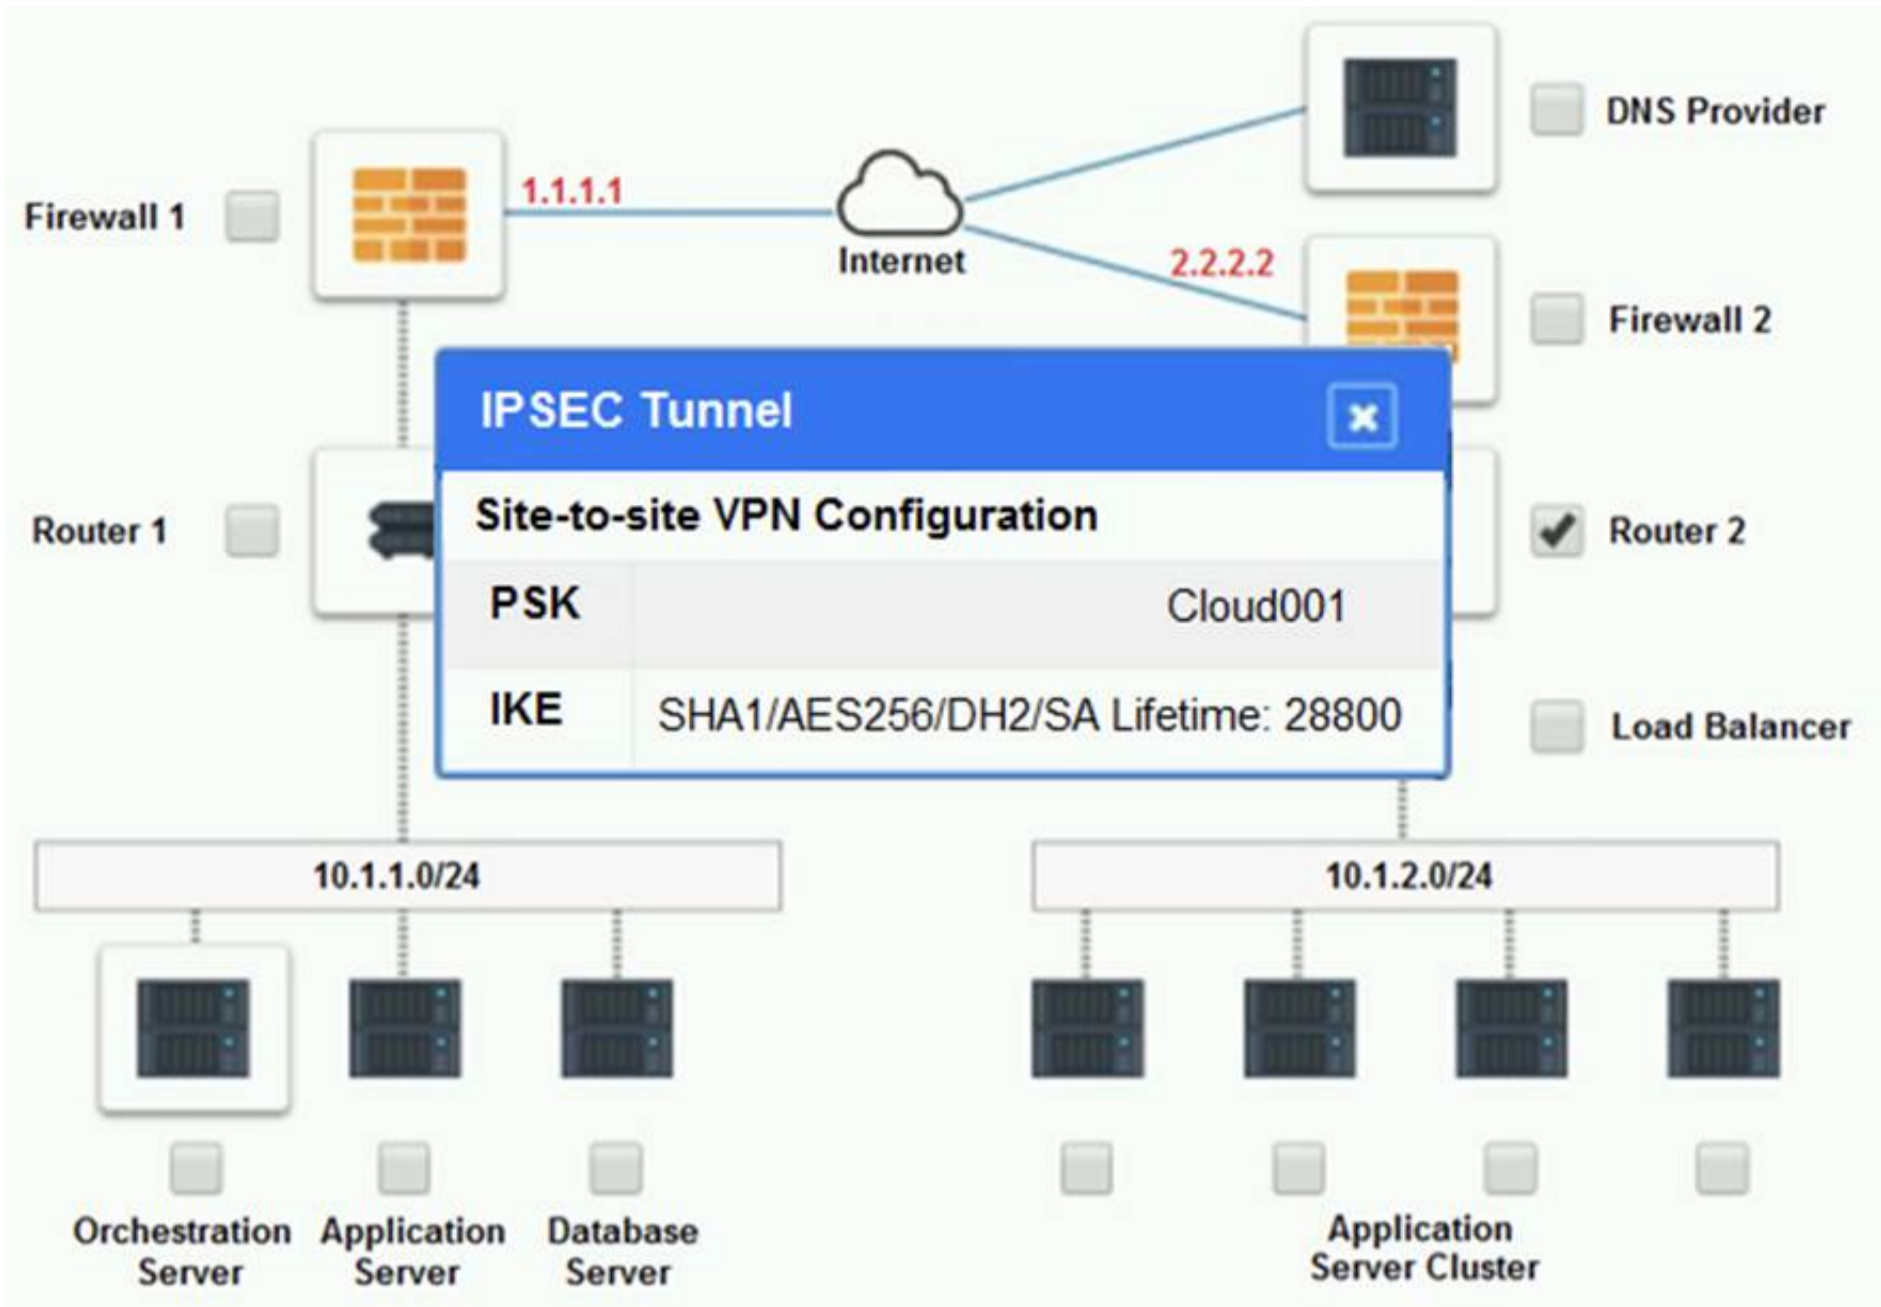 DNS Provider
1.1.1.1
Firewall 1
Internet
2.2.2.2
Firewall 2
IPSEC Tunnel
Site-to-site VPN Configuration
Router 1
Router 2
PSK Cloud001
IKE SHA1/AES256/DH2/SA Lifetime: 28800
Load Balancer
10.1.1.0/24
10.1.2.0/24
Orchestration
Server
Application
Server
Database
Server
Application
Server Cluster